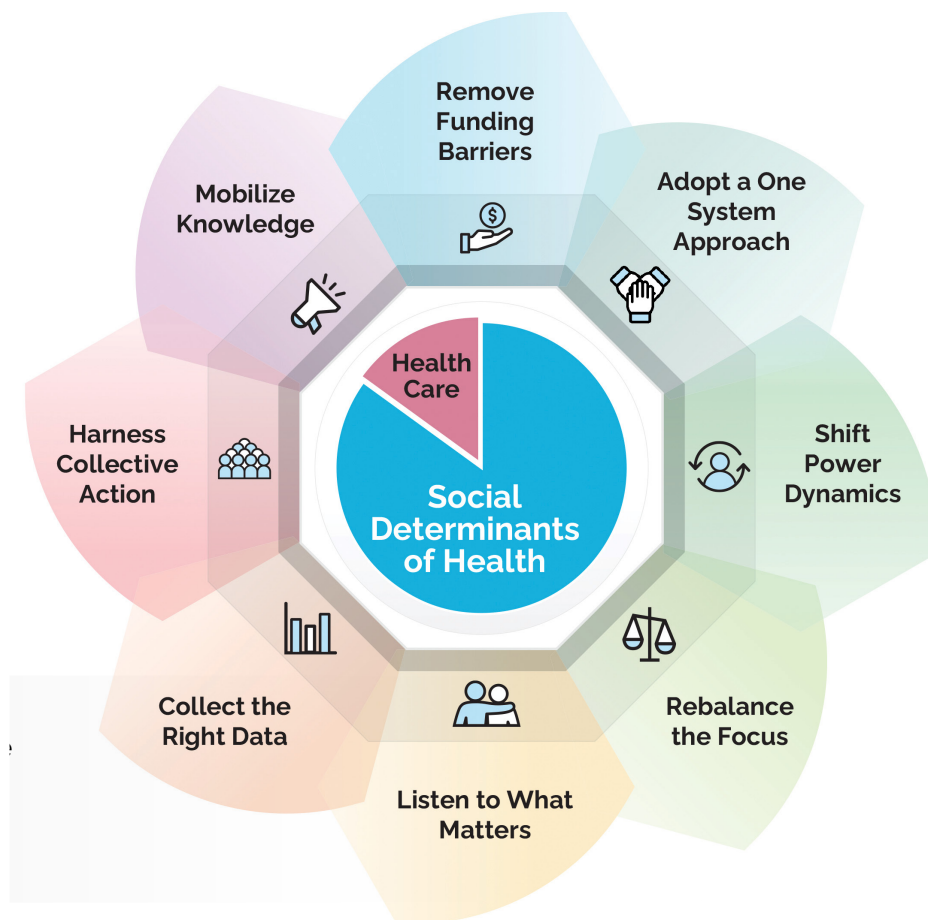 Remove
Funding
Barriers
Adopt a One
System
Approach
Shift
Power
Dynamics
Rebalance
the Focus
Listen to What
Matters
Collect the
Right Data
Harness
Collective
Action
Mobilize
Knowledge
$
Health
Care
Social
Determinants
of Health